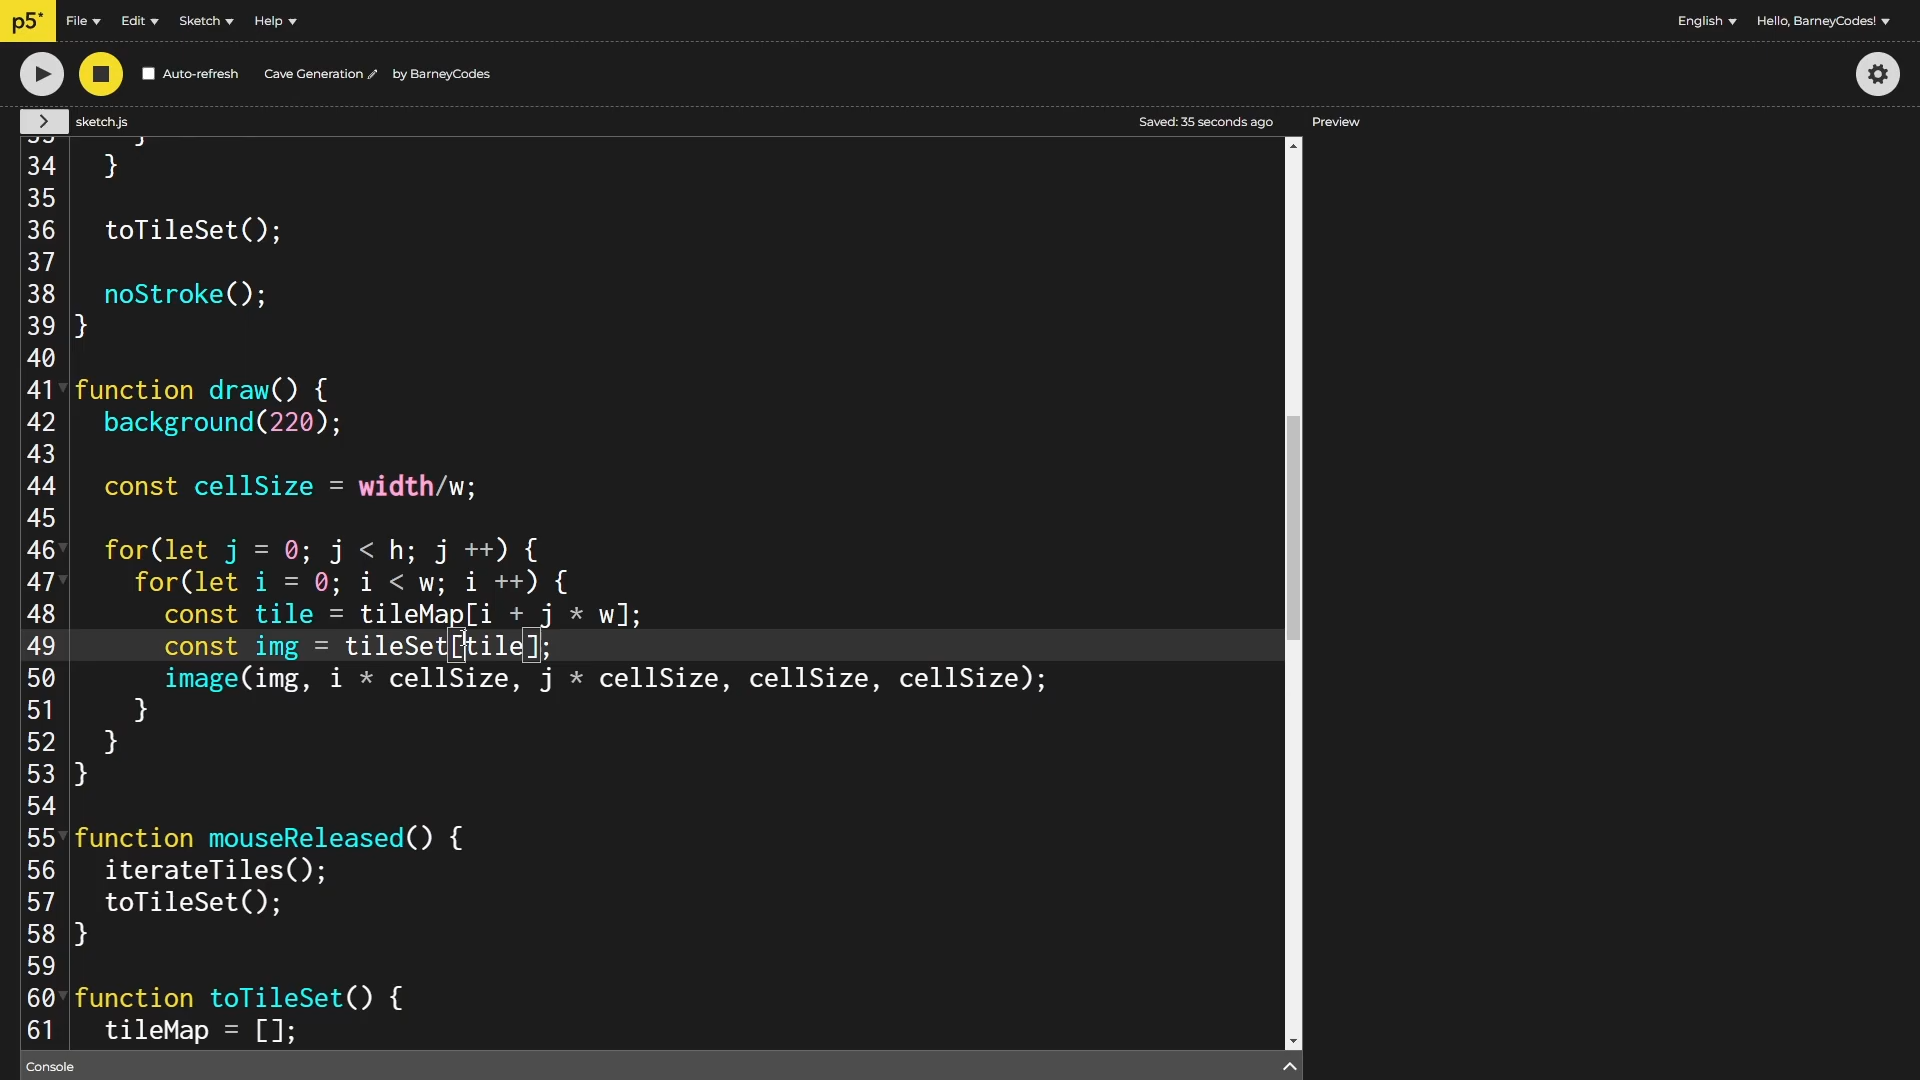 p5* File Edit Sketch Help English Hello, BarneyCodes!
Auto-refresh Cave Generation by BarneyCodes
> sketch.js Saved: 35 seconds ago Preview
33 }
34 }
35
36 toTileSet();
37
38 noStroke();
39 }
40
41 function draw() {
42 background(220);
43
44 const cellSize = width/w;
45
46 for(let j = 0; j < h; j ++) {
47 for(let i = 0; i < w; i ++) {
48 const tile = tileMap[i + j * w];
49 const img = tileSet[tile];
50 image(img, i * cellSize, j * cellSize, cellSize, cellSize);
51 }
52 }
53 }
54
55 function mouseReleased() {
56 iterateTiles();
57 toTileSet();
58 }
59
60 function toTileSet() {
61 tileMap = [];
Console